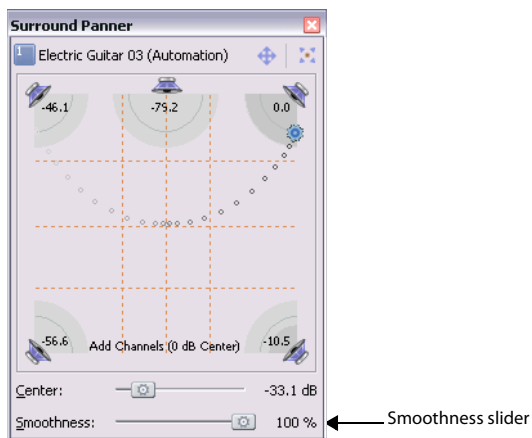 Surround Panner
1 Electric Guitar 03 (Automation)
-46.1 -79.2 0.0
-56.6 Add Channels (0 dB Center) -10.5
Center: -33.1 dB
Smoothness: 100 % Smoothness slider